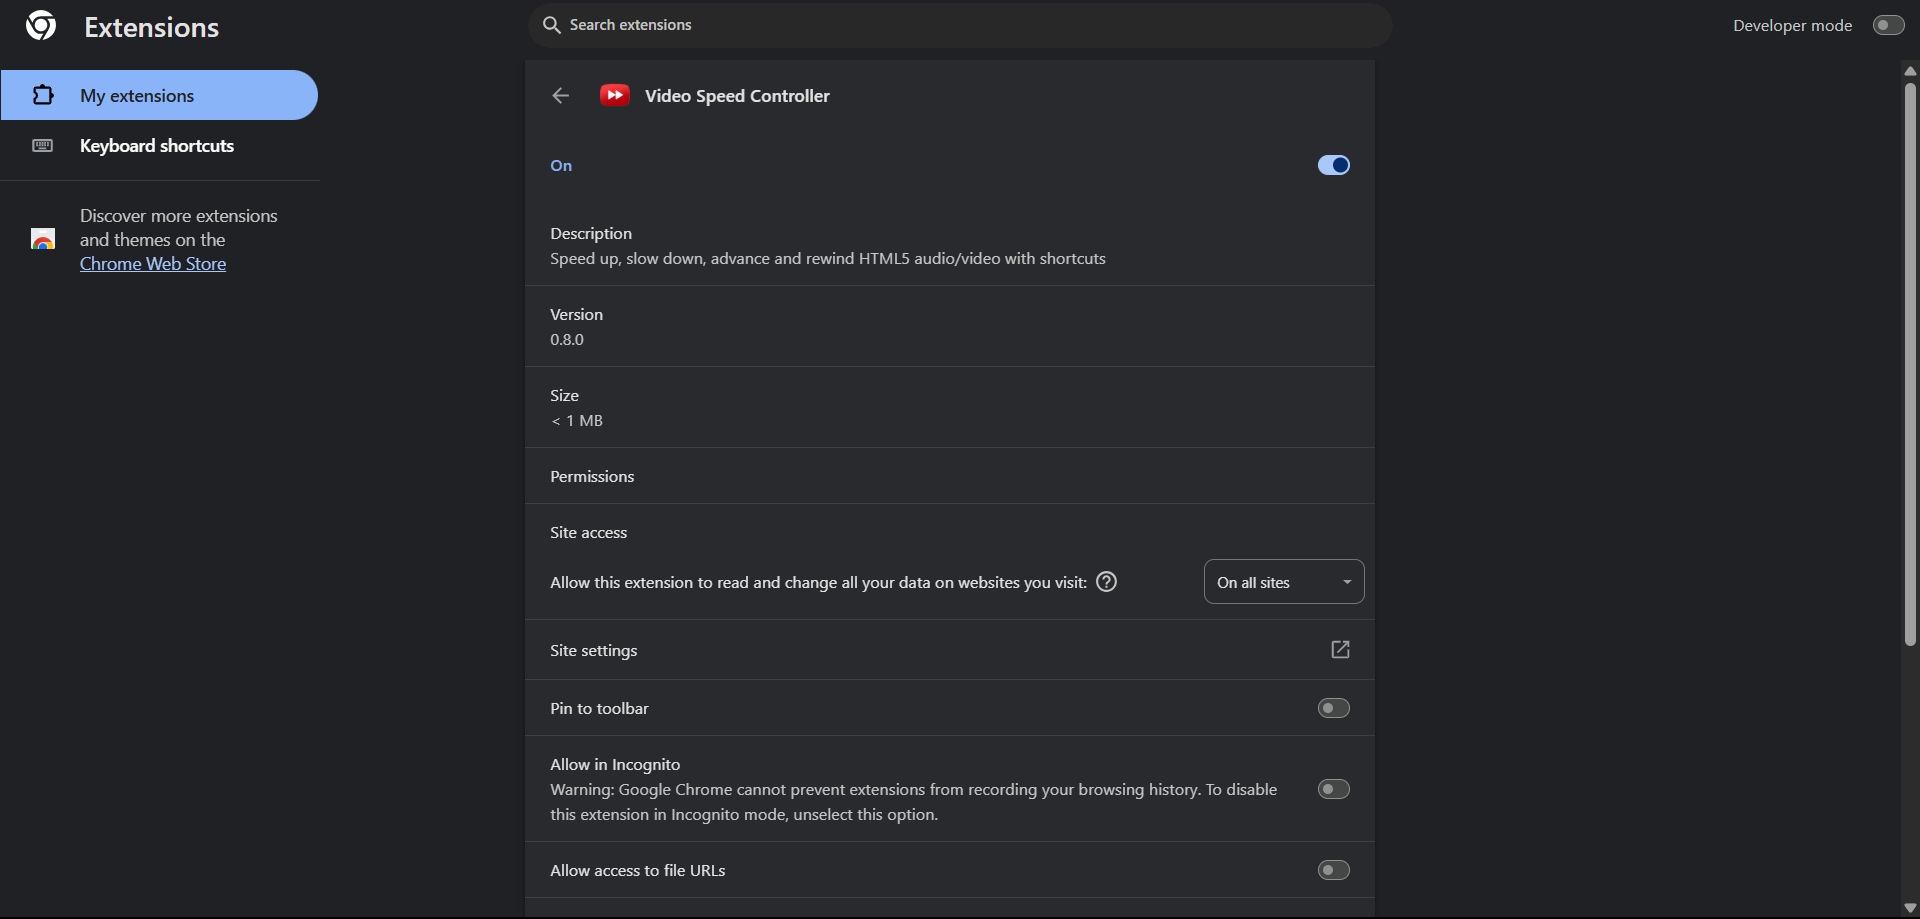 Extensions
Search extensions
Developer mode
My extensions
Keyboard shortcuts
Discover more extensions
and themes on the
Chrome Web Store
Video Speed Controller
On
Description
Speed up, slow down, advance and rewind HTML5 audio/video with shortcuts
Version
0.8.0
Size
< 1 MB
Permissions
Site access
Allow this extension to read and change all your data on websites you visit:
On all sites
Site settings
Pin to toolbar
Allow in Incognito
Warning: Google Chrome cannot prevent extensions from recording your browsing history. To disable
this extension in Incognito mode, unselect this option.
Allow access to file URLs